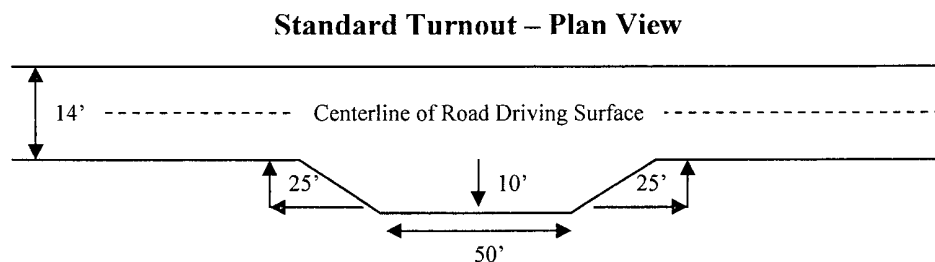 Standard Turnout – Plan View
14’
Centerline of Road Driving Surface
25’
10’
25’
50’